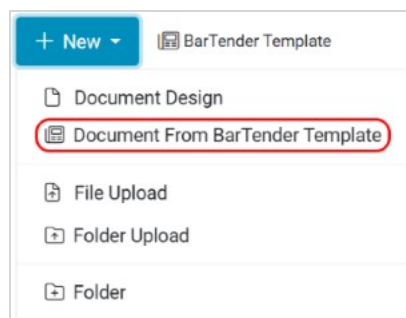 + New BarTender Template
Document Design
Document From BarTender Template
File Upload
Folder Upload
Folder